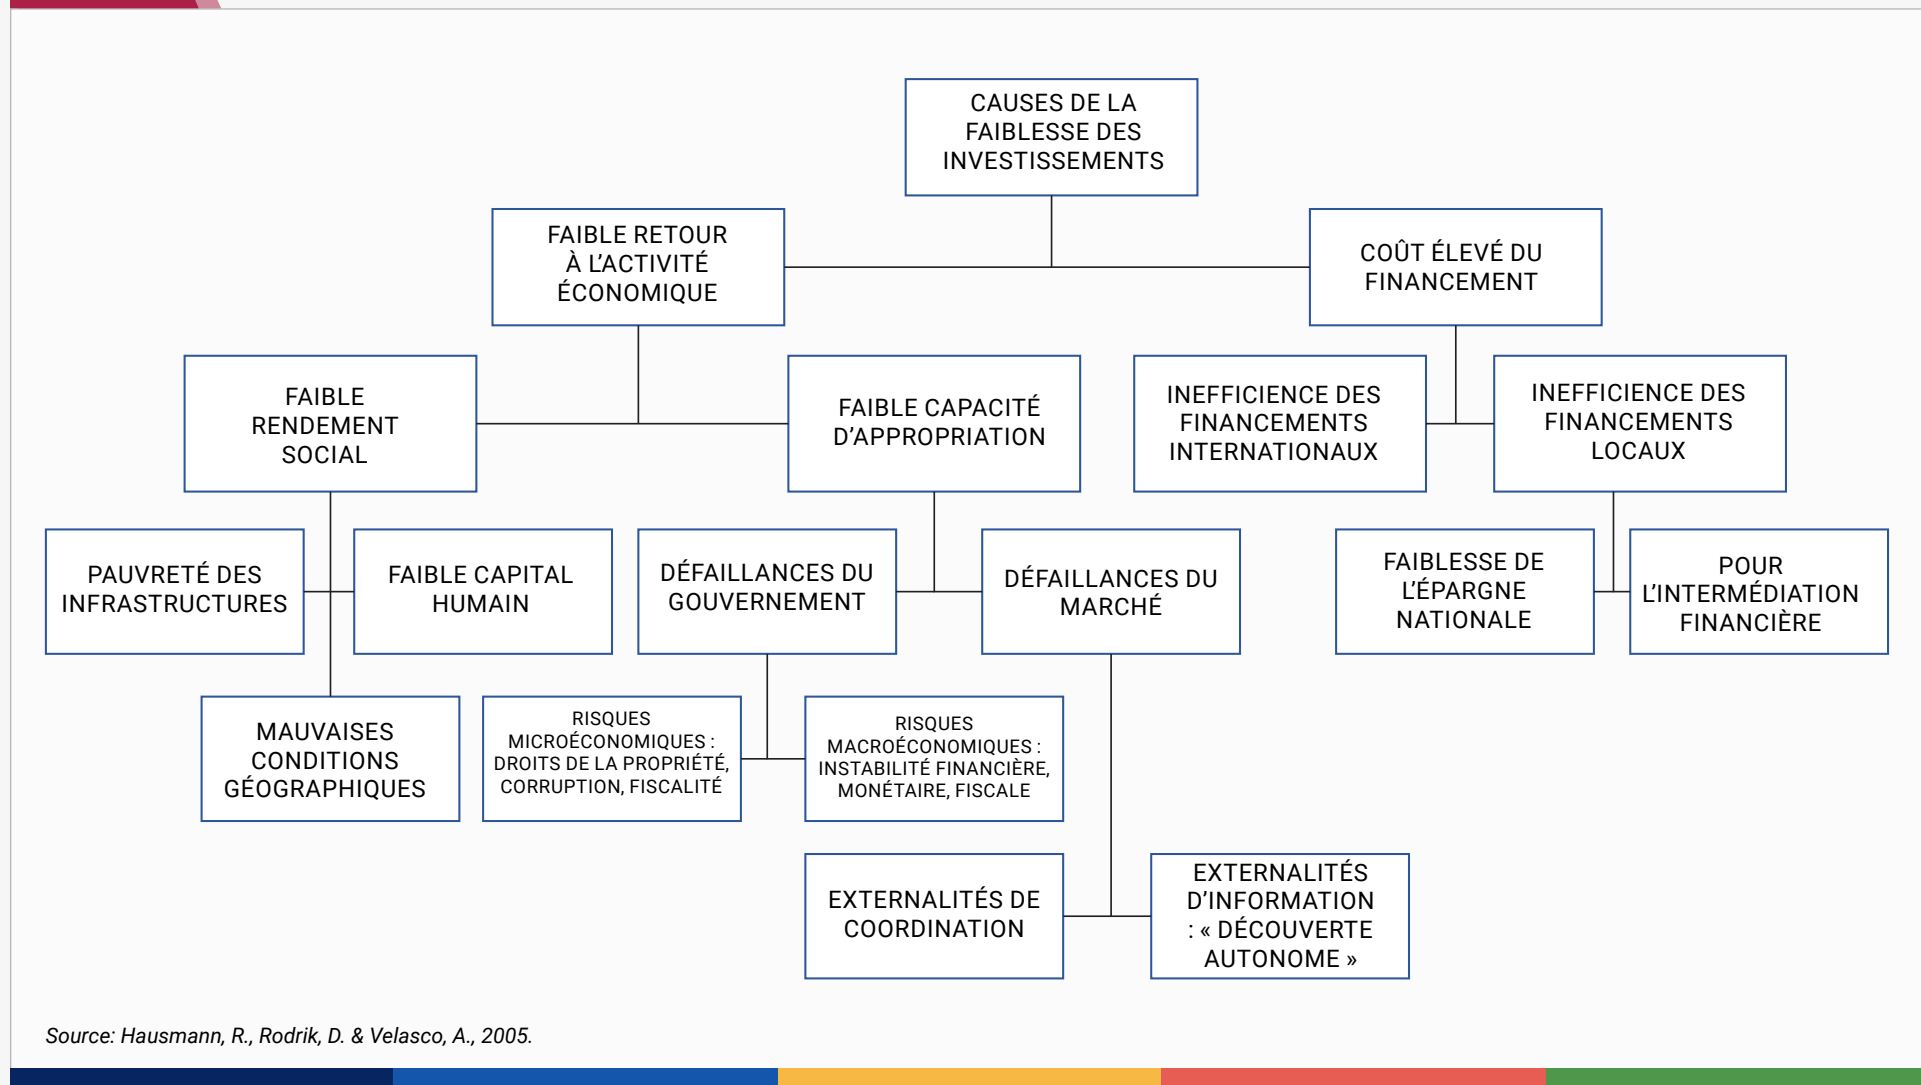 CAUSES DE LA
FAIBLESSE DES
INVESTISSEMENTS
FAIBLE RETOUR
À L’ACTIVITÉ
ÉCONOMIQUE
COÛT ÉLEVÉ DU
FINANCEMENT
FAIBLE
RENDEMENT
SOCIAL
FAIBLE CAPACITÉ
D’APPROPRIATION
INEFFICIENCE DES
FINANCEMENTS
INTERNATIONAUX
INEFFICIENCE DES
FINANCEMENTS
LOCAUX
PAUVRETÉ DES
INFRASTRUCTURES
FAIBLE CAPITAL
HUMAIN
DÉFAILLANCES DU
GOUVERNEMENT
DÉFAILLANCES DU
MARCHÉ
FAIBLESSE DE
L’ÉPARGNE
NATIONALE
POUR
L’INTERMÉDIATION
FINANCIÈRE
MAUVAISES
CONDITIONS
GÉOGRAPHIQUES
RISQUES
MICROÉCONOMIQUES :
DROITS DE LA PROPRIÉTÉ,
CORRUPTION, FISCALITÉ
RISQUES
MACROÉCONOMIQUES :
INSTABILITÉ FINANCIÈRE,
MONÉTAIRE, FISCALE
EXTERNALITÉS DE
COORDINATION
EXTERNALITÉS
D’INFORMATION
: « DÉCOUVERTE
AUTONOME »
Source: Hausmann, R., Rodrik, D. & Velasco, A., 2005.